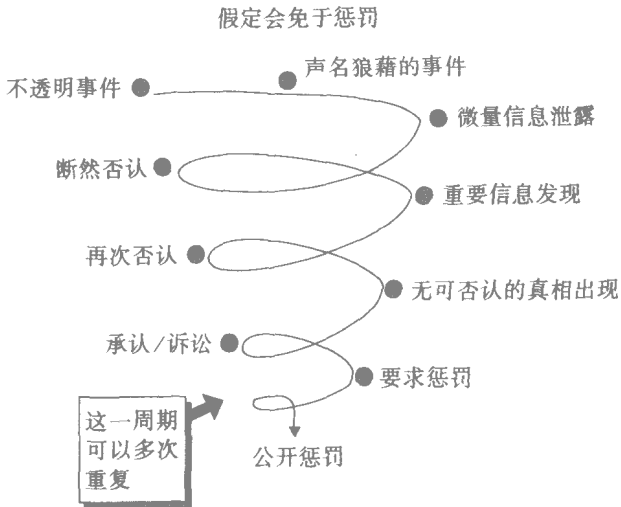 假定会免于惩罚
声名狼藉的事件
不透明事件
微量信息泄露
断然否认
重要信息发现
再次否认
无可否认的真相出现
承认/诉讼
要求惩罚
这一周期
可以多次
重复
公开惩罚